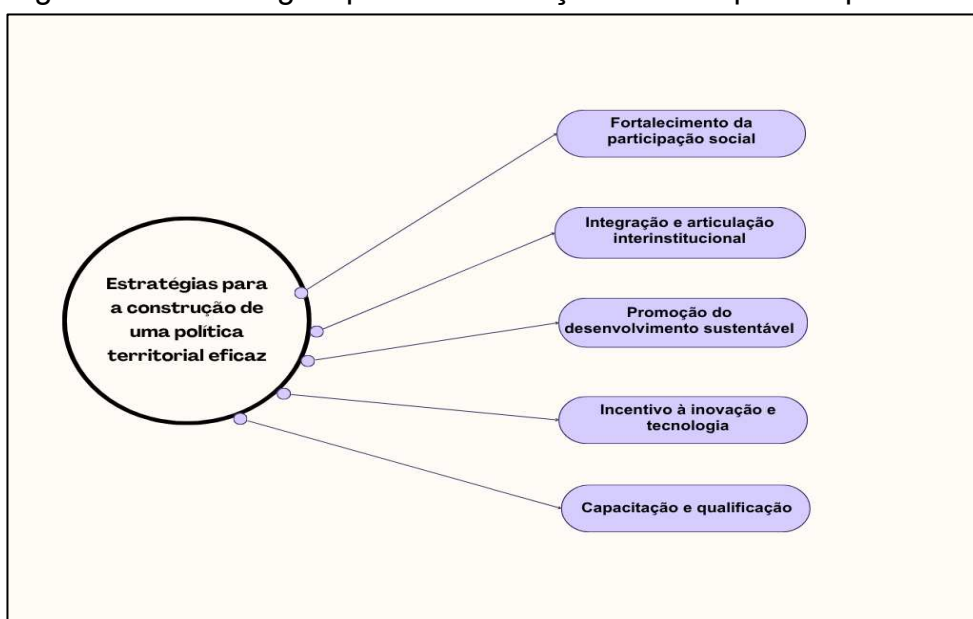 Estratégias para
a construção de
uma política
territorial eficaz
Fortalecimento da
participação social
Integração e articulação
interinstitucional
Promoção do
desenvolvimento sustentável
Incentivo à inovação e
tecnologia
Capacitação e qualificação